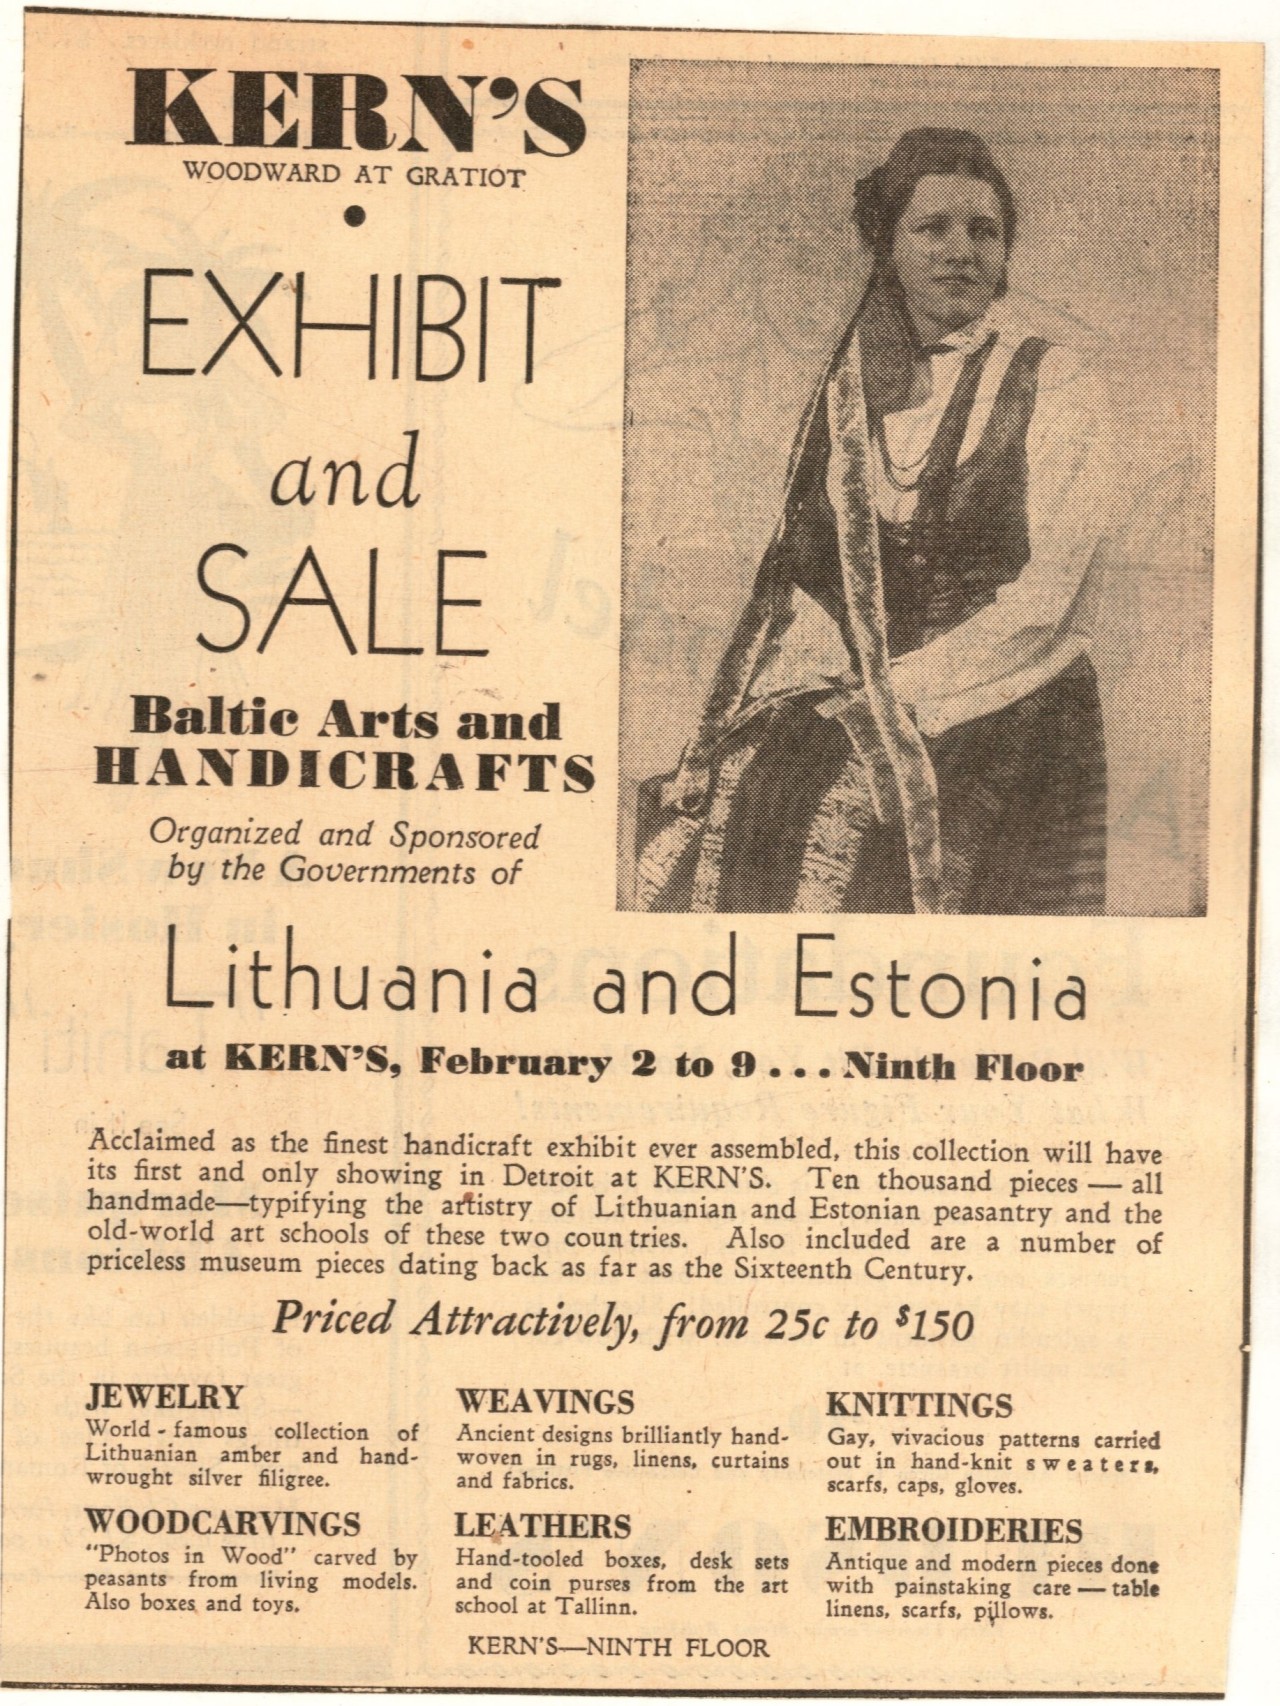 KERN'S
WOODWARD AT GRATIOT
EXHIBIT
and
SALE
Baltic Arts and
HANDICRAFTS
Organized and Sponsored
by the Governments of
Lithuania and Estonia
at KERN'S, February 2 to 9 . . . Ninth Floor
Acclaimed as the finest handicraft exhibit ever assembled, this collection will have
its first and only showing in Detroit at KERN'S. Ten thousand pieces — all
handmade—typifying the artistry of Lithuanian and Estonian peasantry and the
old-world art schools of these two countries. Also included are a number of
priceless museum pieces dating back as far as the Sixteenth Century.
Priced Attractively, from 25c to $150
JEWELRY
World - famous collection of
Lithuanian amber and hand-
wrought silver filigree.
WEAVINGS
Ancient designs brilliantly hand-
woven in rugs, linens, curtains
and fabrics.
KNITTINGS
Gay, vivacious patterns carried
out in hand-knit sweaters,
scarfs, caps, gloves.
WOODCARVINGS
"Photos in Wood" carved by
peasants from living models.
Also boxes and toys.
LEATHERS
Hand-tooled boxes, desk sets
and coin purses from the art
school at Tallinn.
EMBROIDERIES
Antique and modern pieces done
with painstaking care — table
linens, scarfs, pillows.
KERN'S—NINTH FLOOR